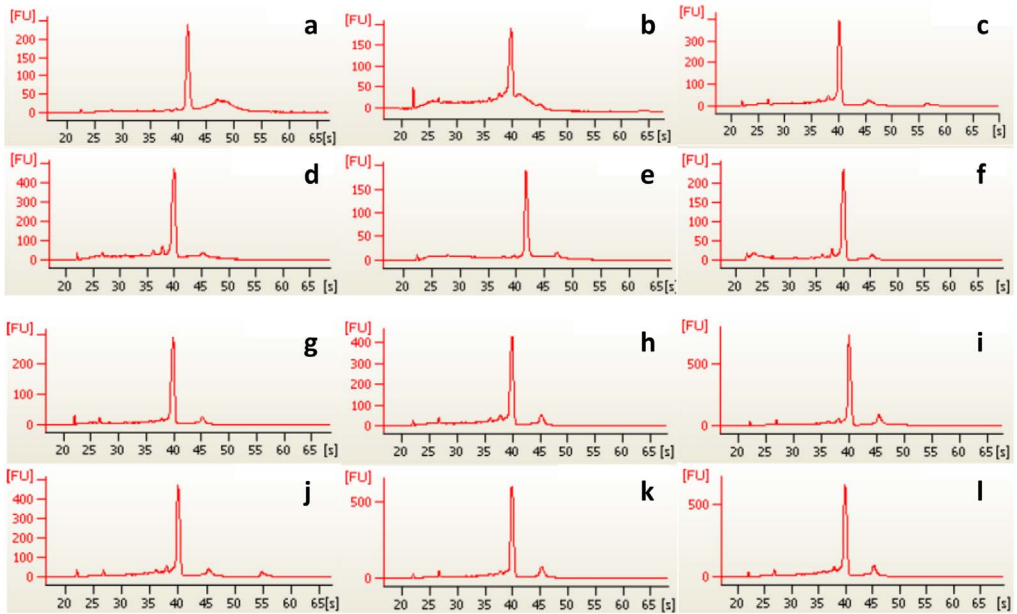 [FU] a [FU] b [FU] c
200 150 100 50 0
200 150 100 50 0
300 200 100 0
20 25 30 35 40 45 50 55 60 65[s]
20 25 30 35 40 45 50 55 60 65[s]
20 25 30 35 40 45 50 55 60 65 [s]
[FU] d [FU] e [FU] f
400 300 200 100 0
150 100 50 0
200 150 100 50 0
20 25 30 35 40 45 50 55 60 65[s]
20 25 30 35 40 45 50 55 60 65[s]
20 25 30 35 40 45 50 55 60 65[s]
[FU] g [FU] h [FU] i
200 100 0
400 300 200 100 0
500 0
20 25 30 35 40 45 50 55 60 65 [s]
20 25 30 35 40 45 50 55 60 65 [s]
20 25 30 35 40 45 50 55 60 65 [s]
[FU] j [FU] k [FU] l
400 300 200 100 0
500 0
500 0
20 25 30 35 40 45 50 55 60 65[s]
20 25 30 35 40 45 50 55 60 65 [s]
20 25 30 35 40 45 50 55 60 65 [s]